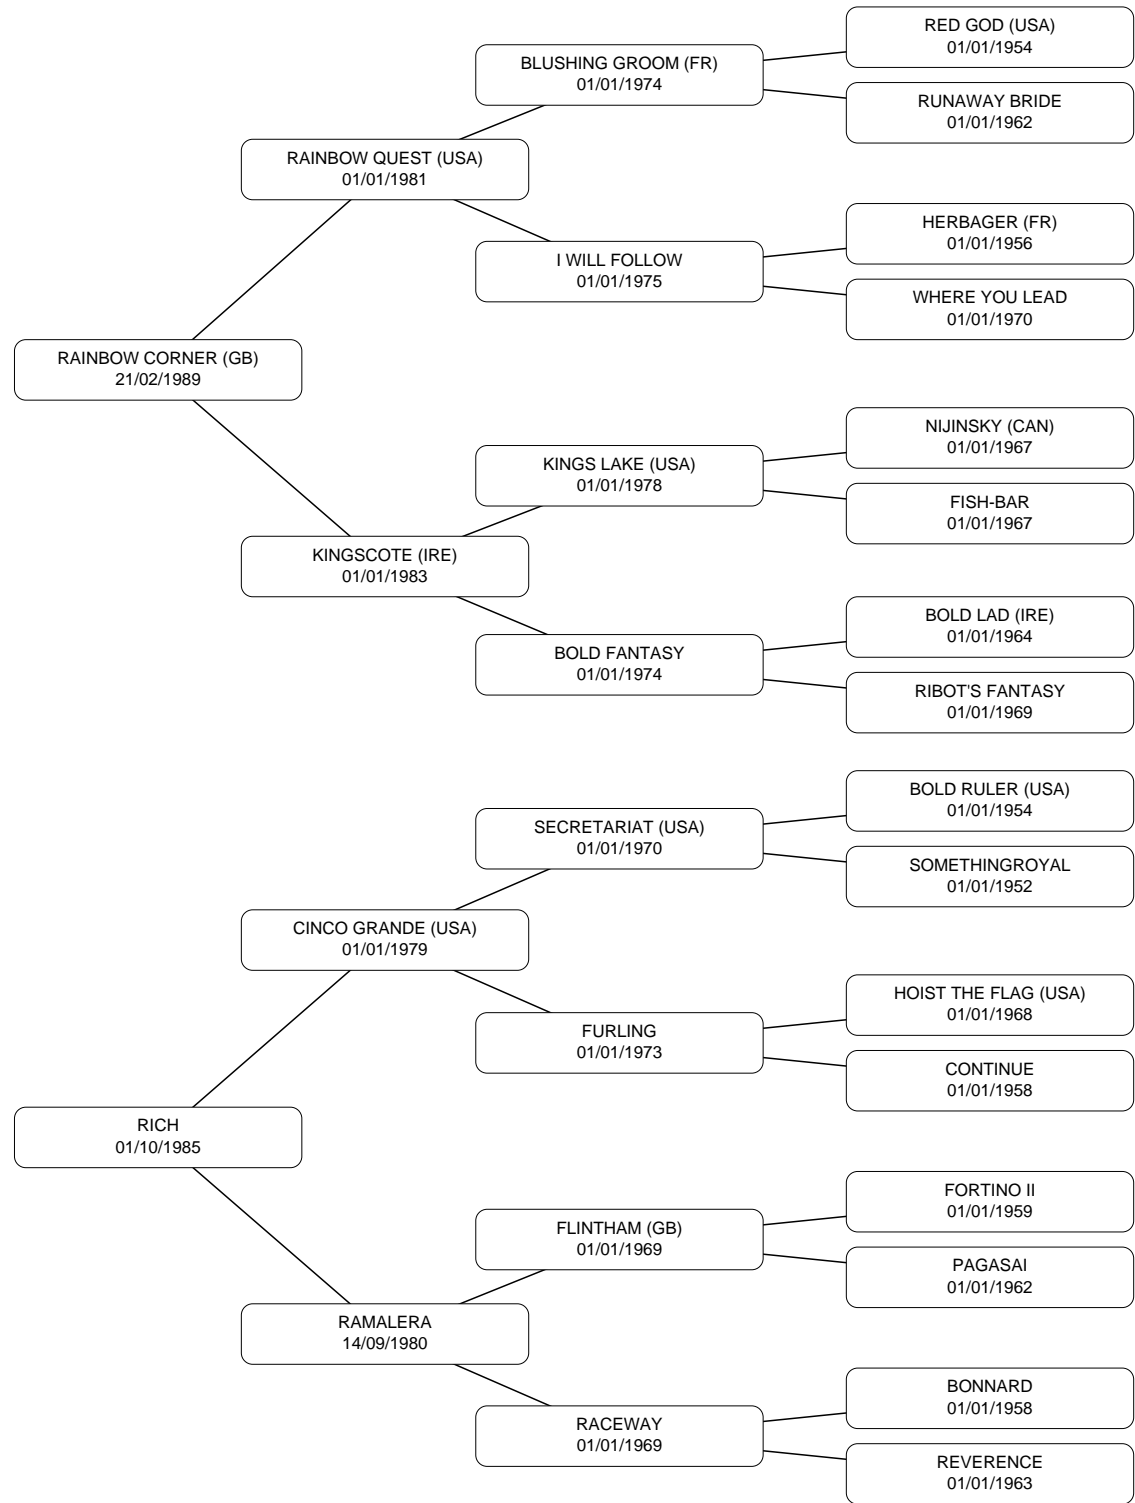 RED GOD (USA)
01/01/1954
BLUSHING GROOM (FR)
01/01/1974
RUNAWAY BRIDE
01/01/1962
RAINBOW QUEST (USA)
01/01/1981
HERBAGER (FR)
01/01/1956
I WILL FOLLOW
01/01/1975
WHERE YOU LEAD
01/01/1970
RAINBOW CORNER (GB)
21/02/1989
NIJINSKY (CAN)
01/01/1967
KINGS LAKE (USA)
01/01/1978
FISH-BAR
01/01/1967
KINGSCOTE (IRE)
01/01/1983
BOLD LAD (IRE)
01/01/1964
BOLD FANTASY
01/01/1974
RIBOT'S FANTASY
01/01/1969
BOLD RULER (USA)
01/01/1954
SECRETARIAT (USA)
01/01/1970
SOMETHINGROYAL
01/01/1952
CINCO GRANDE (USA)
01/01/1979
HOIST THE FLAG (USA)
01/01/1968
FURLING
01/01/1973
CONTINUE
01/01/1958
RICH
01/10/1985
FORTINO II
01/01/1959
FLINTHAM (GB)
01/01/1969
PAGASAI
01/01/1962
RAMALERA
14/09/1980
BONNARD
01/01/1958
RACEWAY
01/01/1969
REVERENCE
01/01/1963